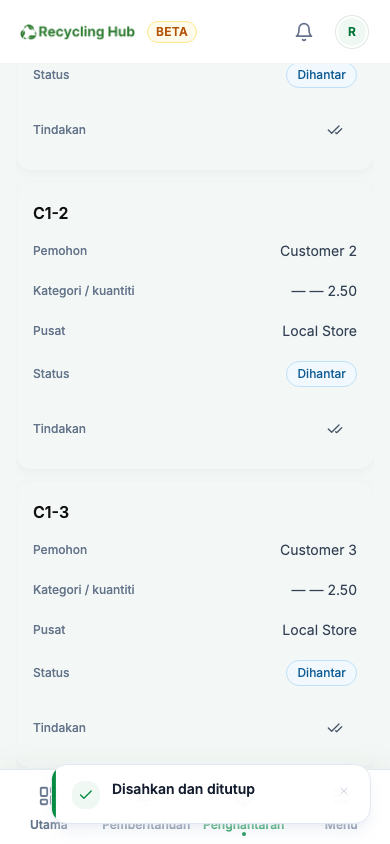 Recycling Hub BETA R
Status Dihantar
Tindakan
C1-2
Pemohon Customer 2
Kategori / kuantiti — — 2.50
Pusat Local Store
Status Dihantar
Tindakan
C1-3
Pemohon Customer 3
Kategori / kuantiti — — 2.50
Pusat Local Store
Status Dihantar
Tindakan
Disahkan dan ditutup
Utama Pemberitahuan Penghantaran Menu